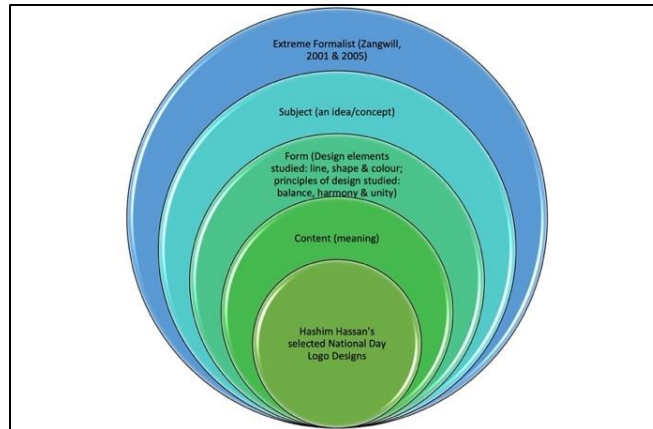 Extreme Formalist (Zangwill,
2001 & 2005)
Subject (an idea/concept)
Form (Design elements
studied: line, shape & colour;
principles of design studied:
balance, harmony & unity)
Content (meaning)
Hashim Hassan's
selected National Day
Logo Designs